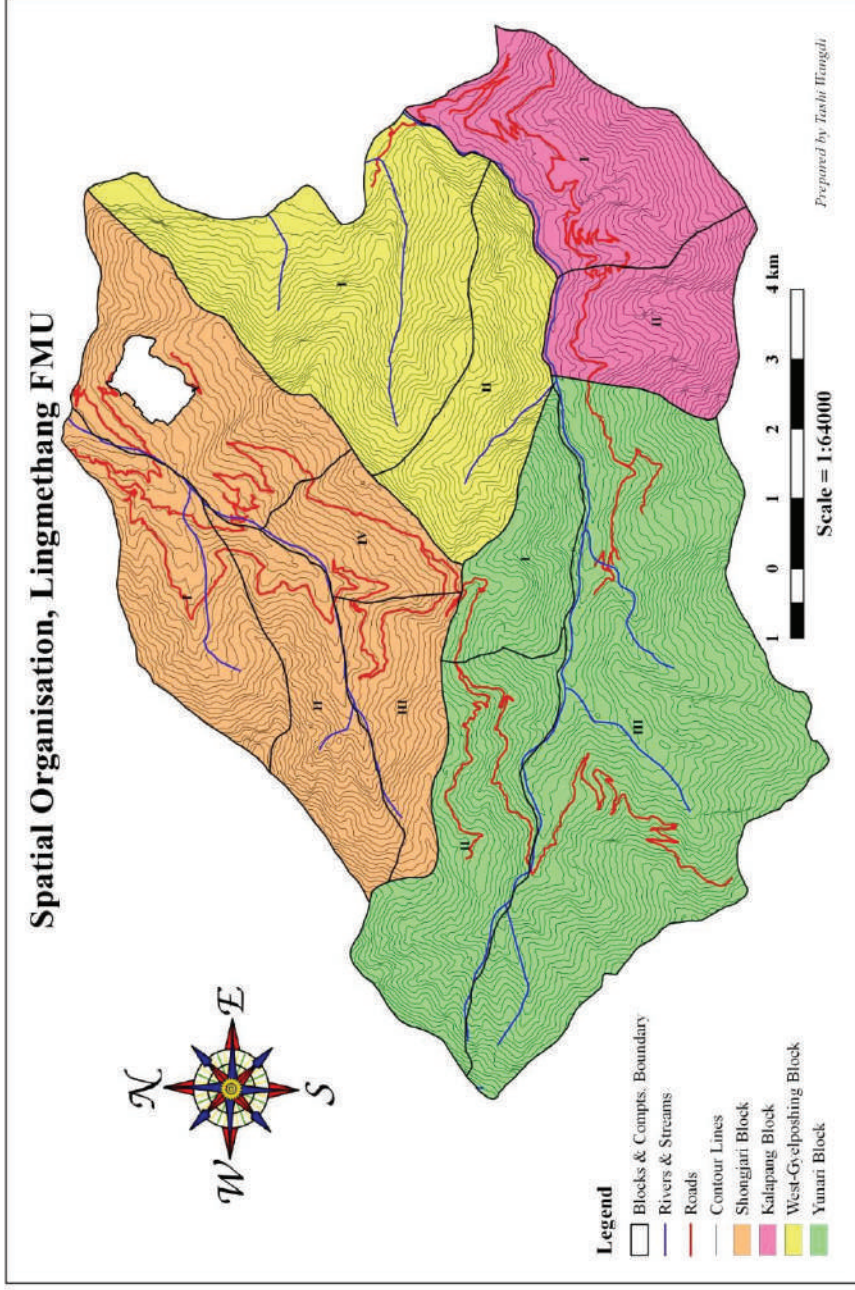 Spatial Organisation, Lingmethang FMU
N
W
E
S
I
II
III
IV
I
II
I
II
III
I
II
Legend
Blocks & Compts. Boundary
Rivers & Streams
Roads
Contour Lines
Shongjari Block
Kalapang Block
West-Gyelposhing Block
Yunari Block
1 0 1 2 3 4 km
Scale = 1:64000
Prepared by Tashi Wangdi